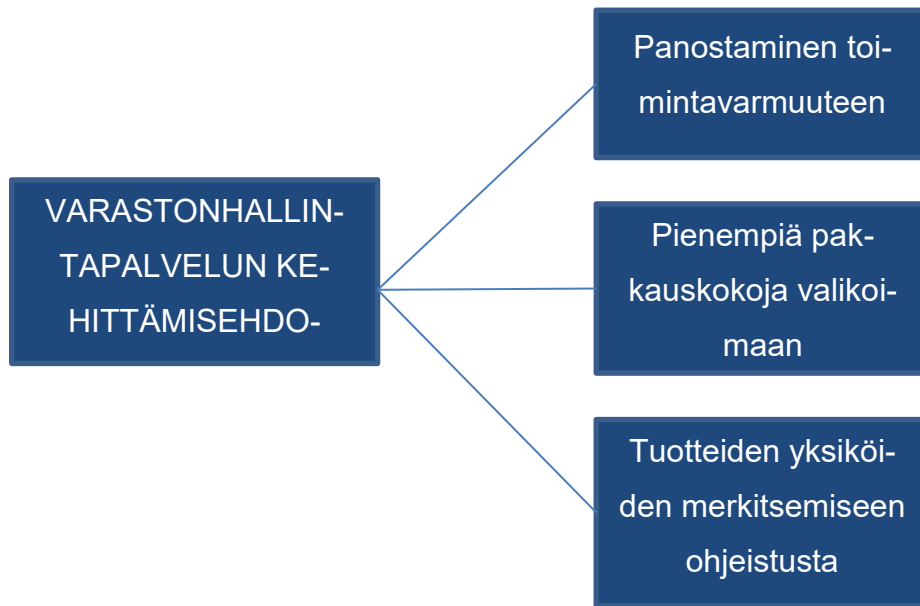 VARASTONHALLIN-
TAPALVELUN KE-
HITTÄMISEHDO-
Panostaminen toi-
mintavarmuuteen
Pienempiä pak-
kauskokoja valikoi-
maan
Tuotteiden yksiköi-
den merkitsemiseen
ohjeistusta